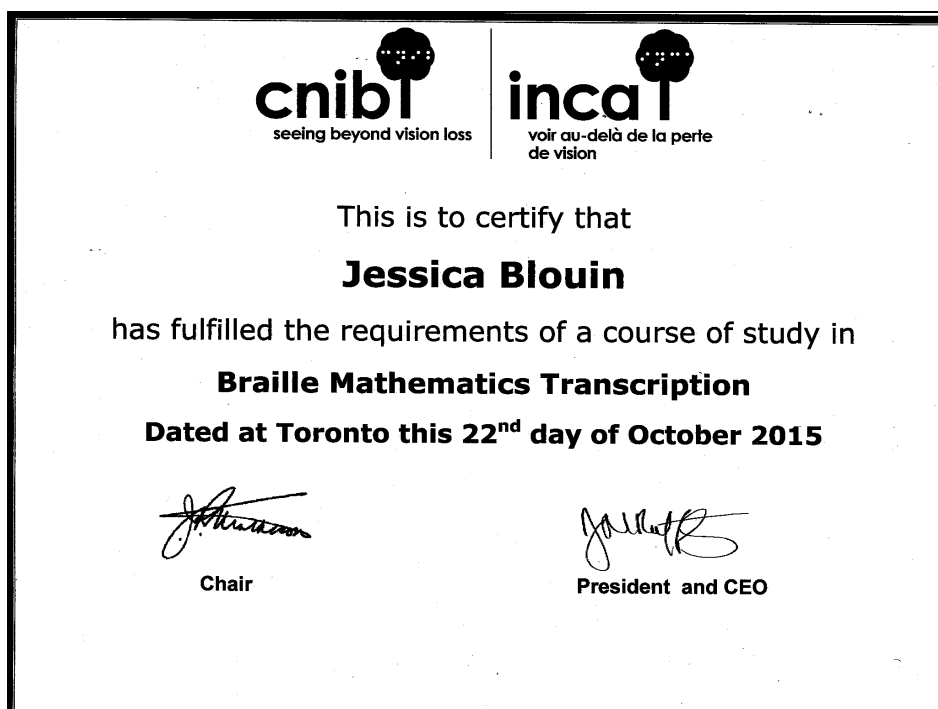 cnib
seeing beyond vision loss
inca
voir au-delà de la perte
de vision
This is to certify that
Jessica Blouin
has fulfilled the requirements of a course of study in
Braille Mathematics Transcription
Dated at Toronto this 22nd day of October 2015
Chair
President and CEO